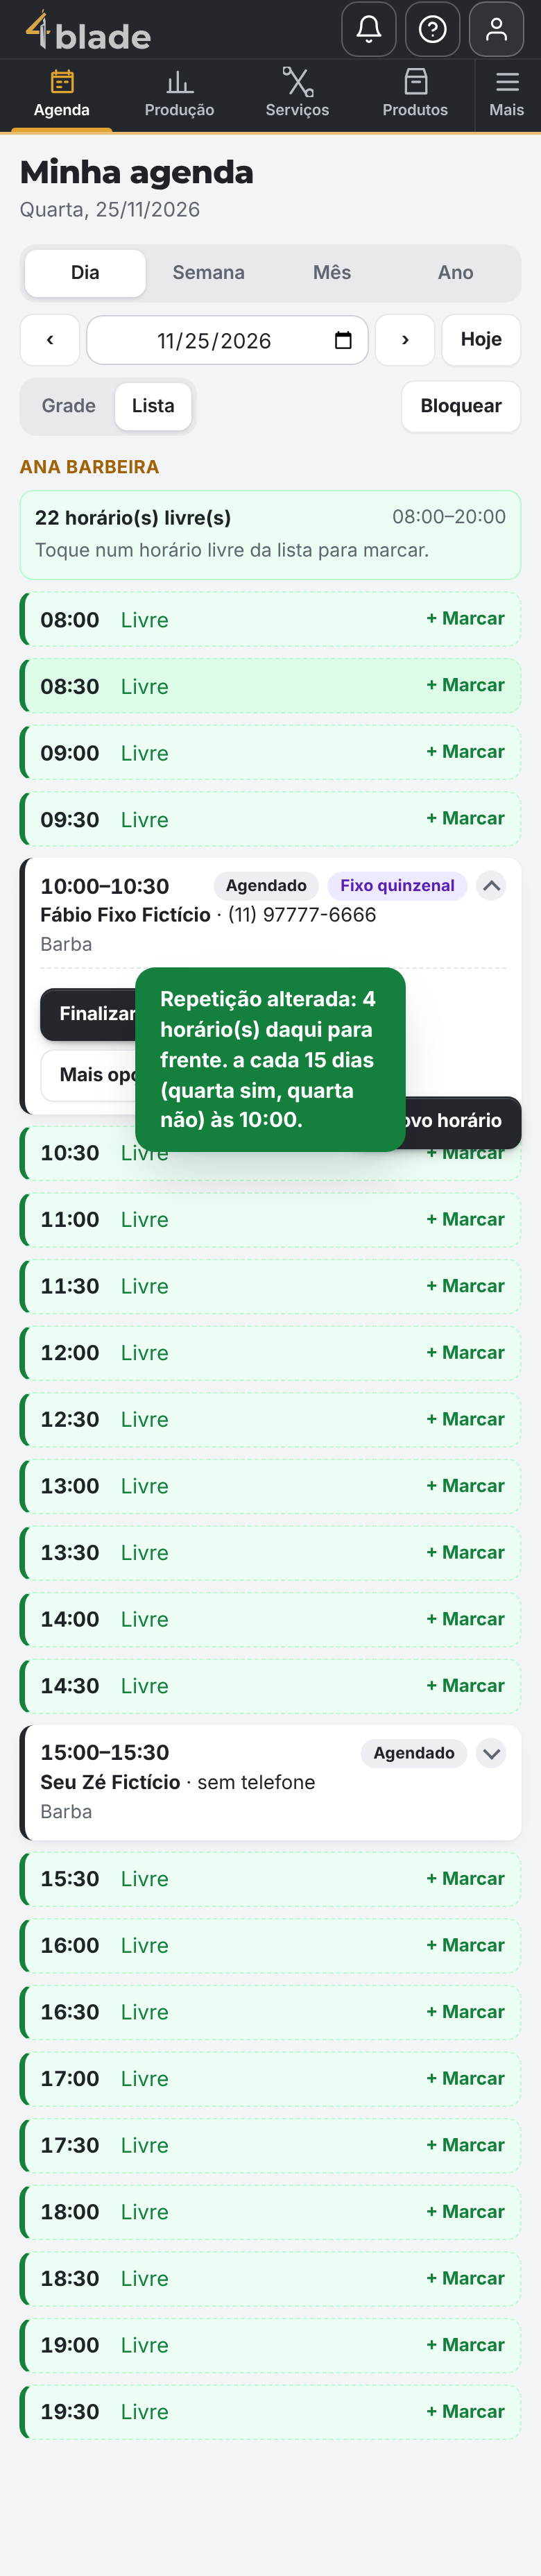 4blade
Agenda
Produção
Serviços
Produtos
Mais
Minha agenda
Quarta, 25/11/2026
Dia
Semana
Mês
Ano
‹
11/25/2026
›
Hoje
Grade
Lista
Bloquear
ANA BARBEIRA
22 horário(s) livre(s)
08:00–20:00
Toque num horário livre da lista para marcar.
08:00 Livre + Marcar
08:30 Livre + Marcar
09:00 Livre + Marcar
09:30 Livre + Marcar
10:00–10:30 Agendado Fixo quinzenal
Fábio Fixo Fictício · (11) 97777-6666
Barba
Finalizar
Mais
Repetição alterada: 4
horário(s) daqui para
frente. a cada 15 dias
(quarta sim, quarta
não) às 10:00.
horário
10:30 Livre + Marcar
11:00 Livre + Marcar
11:30 Livre + Marcar
12:00 Livre + Marcar
12:30 Livre + Marcar
13:00 Livre + Marcar
13:30 Livre + Marcar
14:00 Livre + Marcar
14:30 Livre + Marcar
15:00–15:30 Agendado
Seu Zé Fictício · sem telefone
Barba
15:30 Livre + Marcar
16:00 Livre + Marcar
16:30 Livre + Marcar
17:00 Livre + Marcar
17:30 Livre + Marcar
18:00 Livre + Marcar
18:30 Livre + Marcar
19:00 Livre + Marcar
19:30 Livre + Marcar